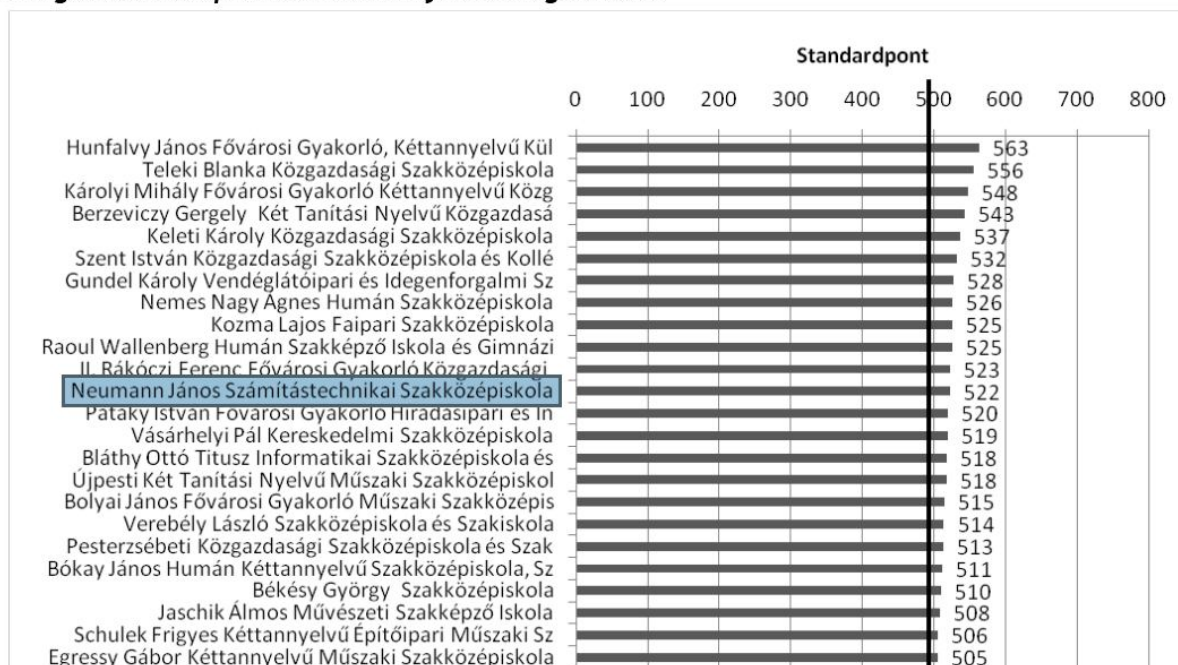 Standardpont
0 100 200 300 400 500 600 700 800
Hunfalvy János Fővárosi Gyakorló, Kéttannyelvű Kül 563
Teleki Blanka Közgazdasági Szakközépiskola 556
Károlyi Mihály Fővárosi Gyakorló Kéttannyelvű Közg 548
Berzeviczy Gergely Két Tanítási Nyelvű Közgazdasá 543
Keleti Károly Közgazdasági Szakközépiskola 537
Szent István Közgazdasági Szakközépiskola és Kollé 532
Gundel Károly Vendéglátóipari és Idegenforgalmi Sz 528
Nemes Nagy Ágnes Humán Szakközépiskola 526
Kozma Lajos Faipari Szakközépiskola 525
Raoul Wallenberg Humán Szakképző Iskola és Gimnázi 525
II. Rákóczi Ferenc Fővárosi Gyakorló Közgazdasági 523
Neumann János Számítástechnikai Szakközépiskola 522
Pataky István Fővárosi Gyakorló Híradásipari és In 520
Vásárhelyi Pál Kereskedelmi Szakközépiskola 519
Bláthy Ottó Titusz Informatikai Szakközépiskola és 518
Újpesti Két Tanítási Nyelvű Műszaki Szakközépiskol 518
Bolyai János Fővárosi Gyakorló Műszaki Szakközépis 515
Verebély László Szakközépiskola és Szakiskola 514
Pesterzsébeti Közgazdasági Szakközépiskola és Szak 513
Bókay János Humán Kéttannyelvű Szakközépiskola, Sz 511
Békésy György Szakközépiskola 510
Jaschik Álmos Művészeti Szakképző Iskola 508
Schulek Frigyes Kéttannyelvű Építőipari Műszaki Sz 506
Egressy Gábor Kéttannyelvű Műszaki Szakközépiskola 505